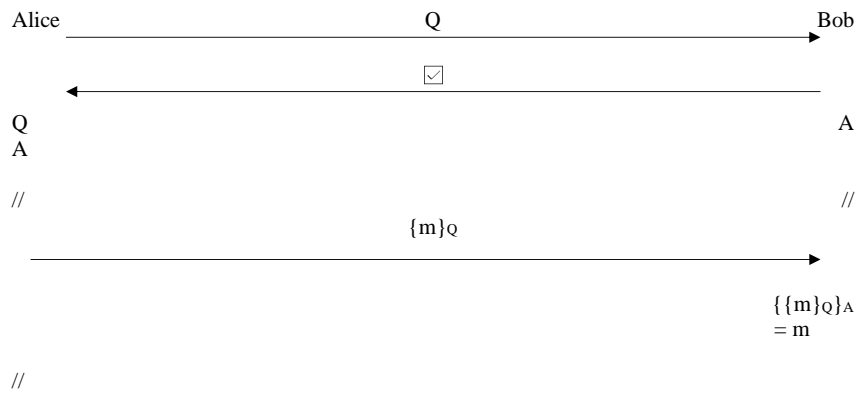 Alice Q Bob
☑
Q A
A
// //
{m}Q
{{m}Q}A
= m
//